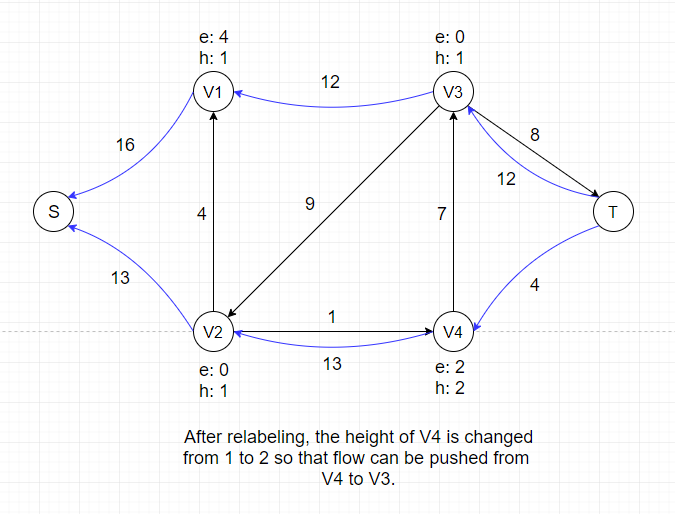 e: 4
h: 1
e: 0
h: 1
V1
12
V3
8
16
12
9
S
4
7
T
13
4
1
V2
V4
13
e: 0
h: 1
e: 2
h: 2
After relabeling, the height of V4 is changed
from 1 to 2 so that flow can be pushed from
V4 to V3.